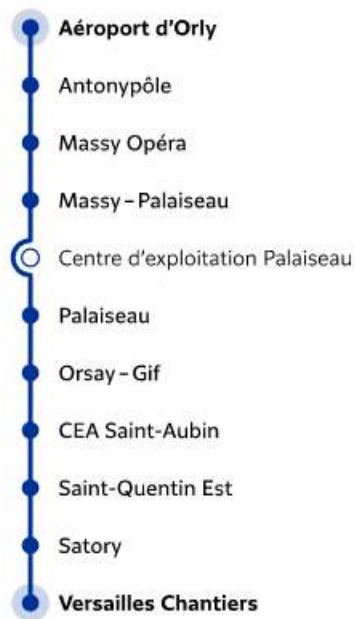 Aéroport d'Orly
Antonypôle
Massy Opéra
Massy – Palaiseau
Centre d'exploitation Palaiseau
Palaiseau
Orsay – Gif
CEA Saint-Aubin
Saint-Quentin Est
Satory
Versailles Chantiers